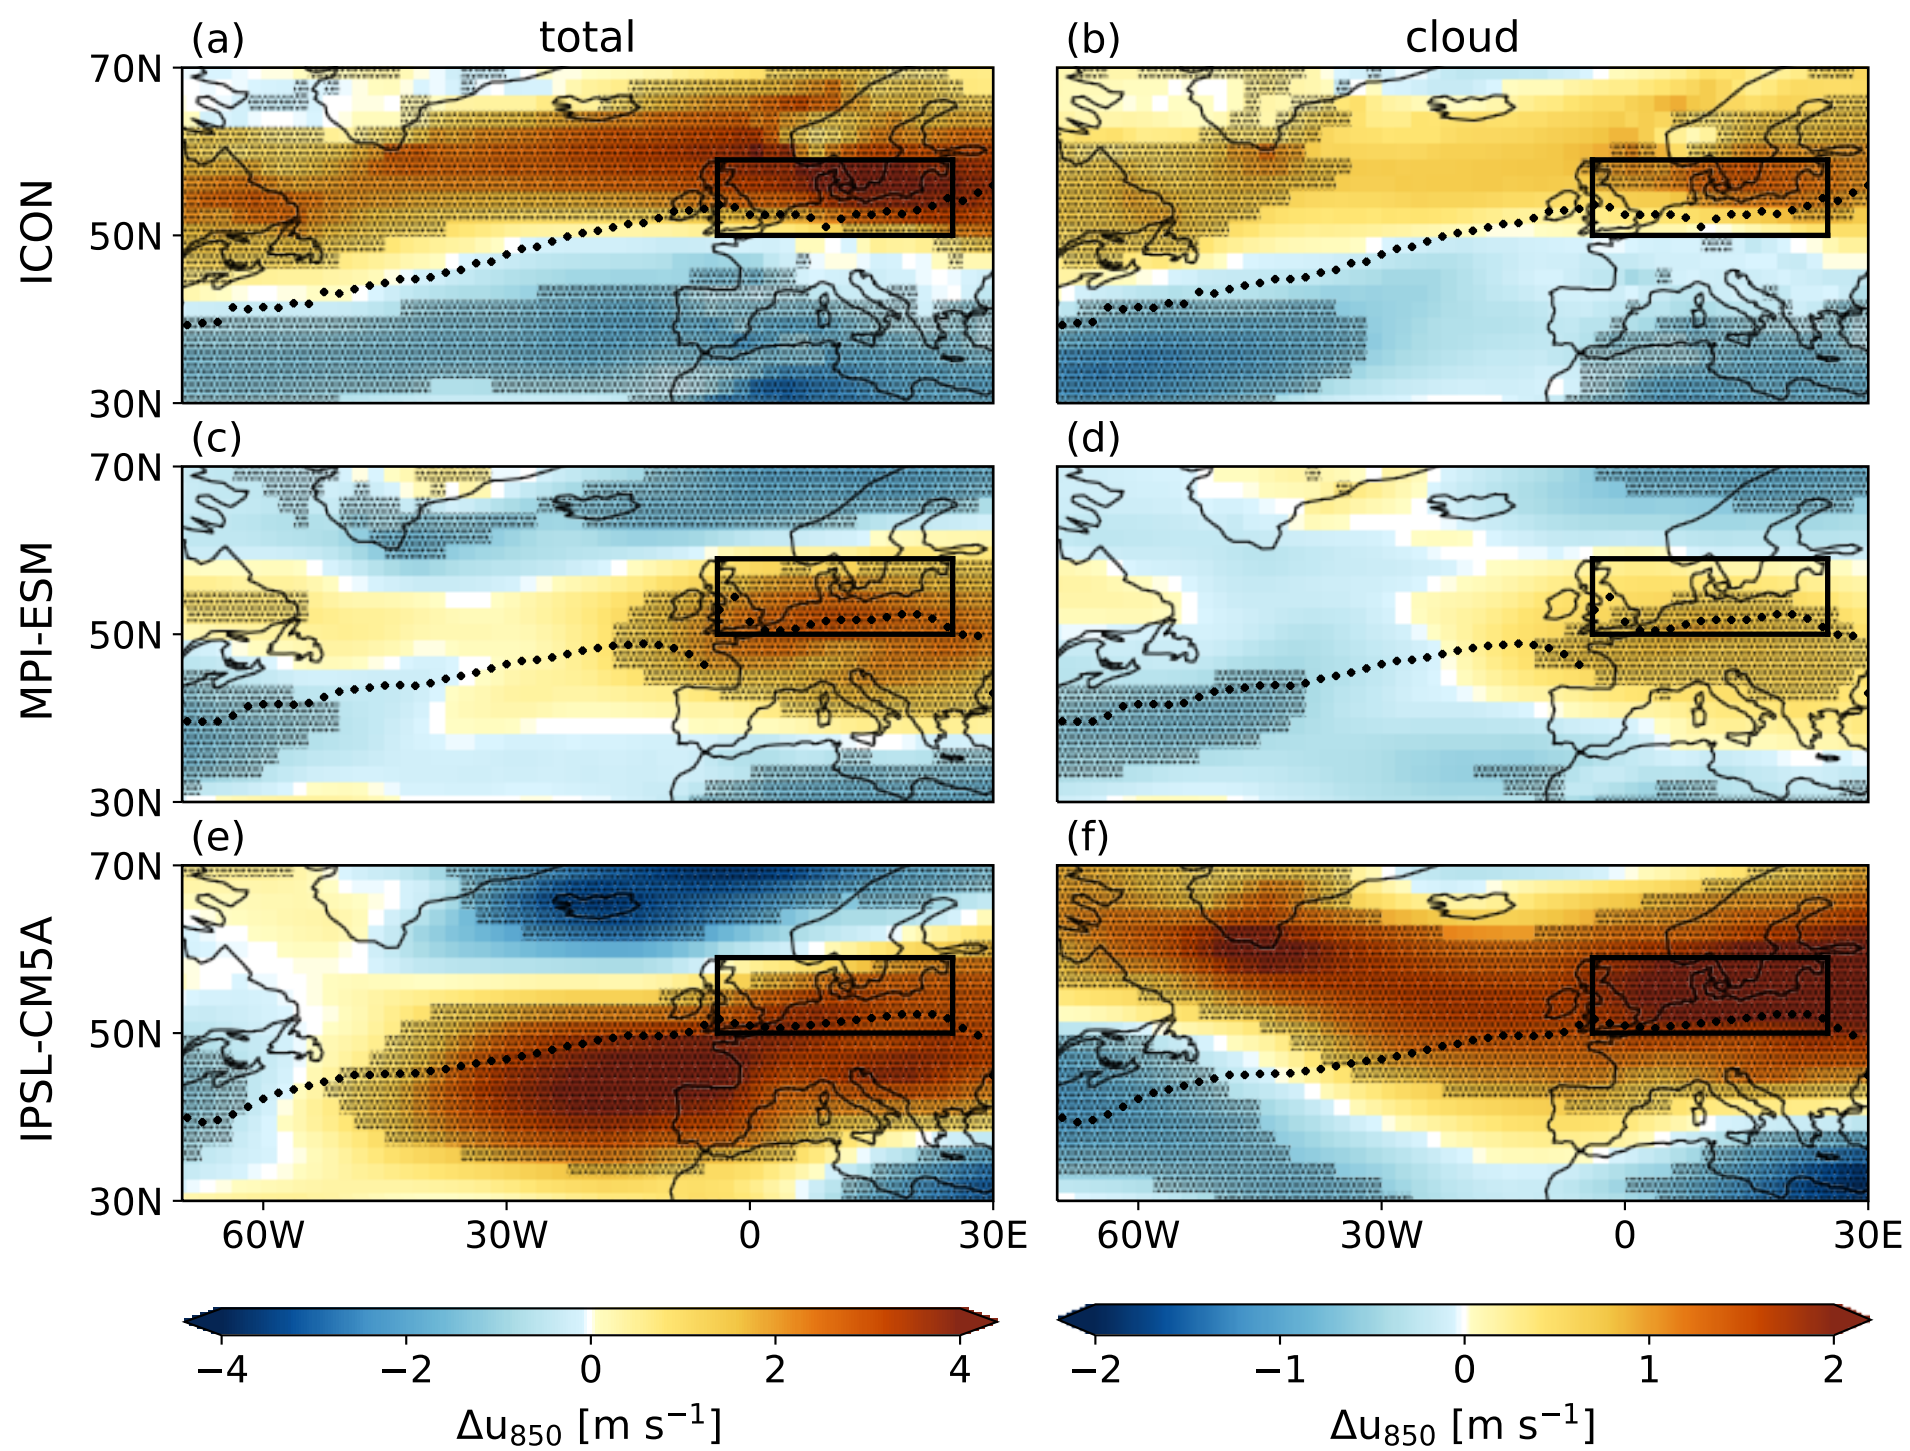 (a) total (b) cloud
70N
ICON
50N
30N
(c) (d)
70N
MPI-ESM
50N
30N
(e) (f)
70N
IPSL-CM5A
50N
30N
60W 30W 0 30E 60W 30W 0 30E
−4 −2 0 2 4 −2 −1 0 1 2
Δu₈₅₀ [m s⁻¹] Δu₈₅₀ [m s⁻¹]